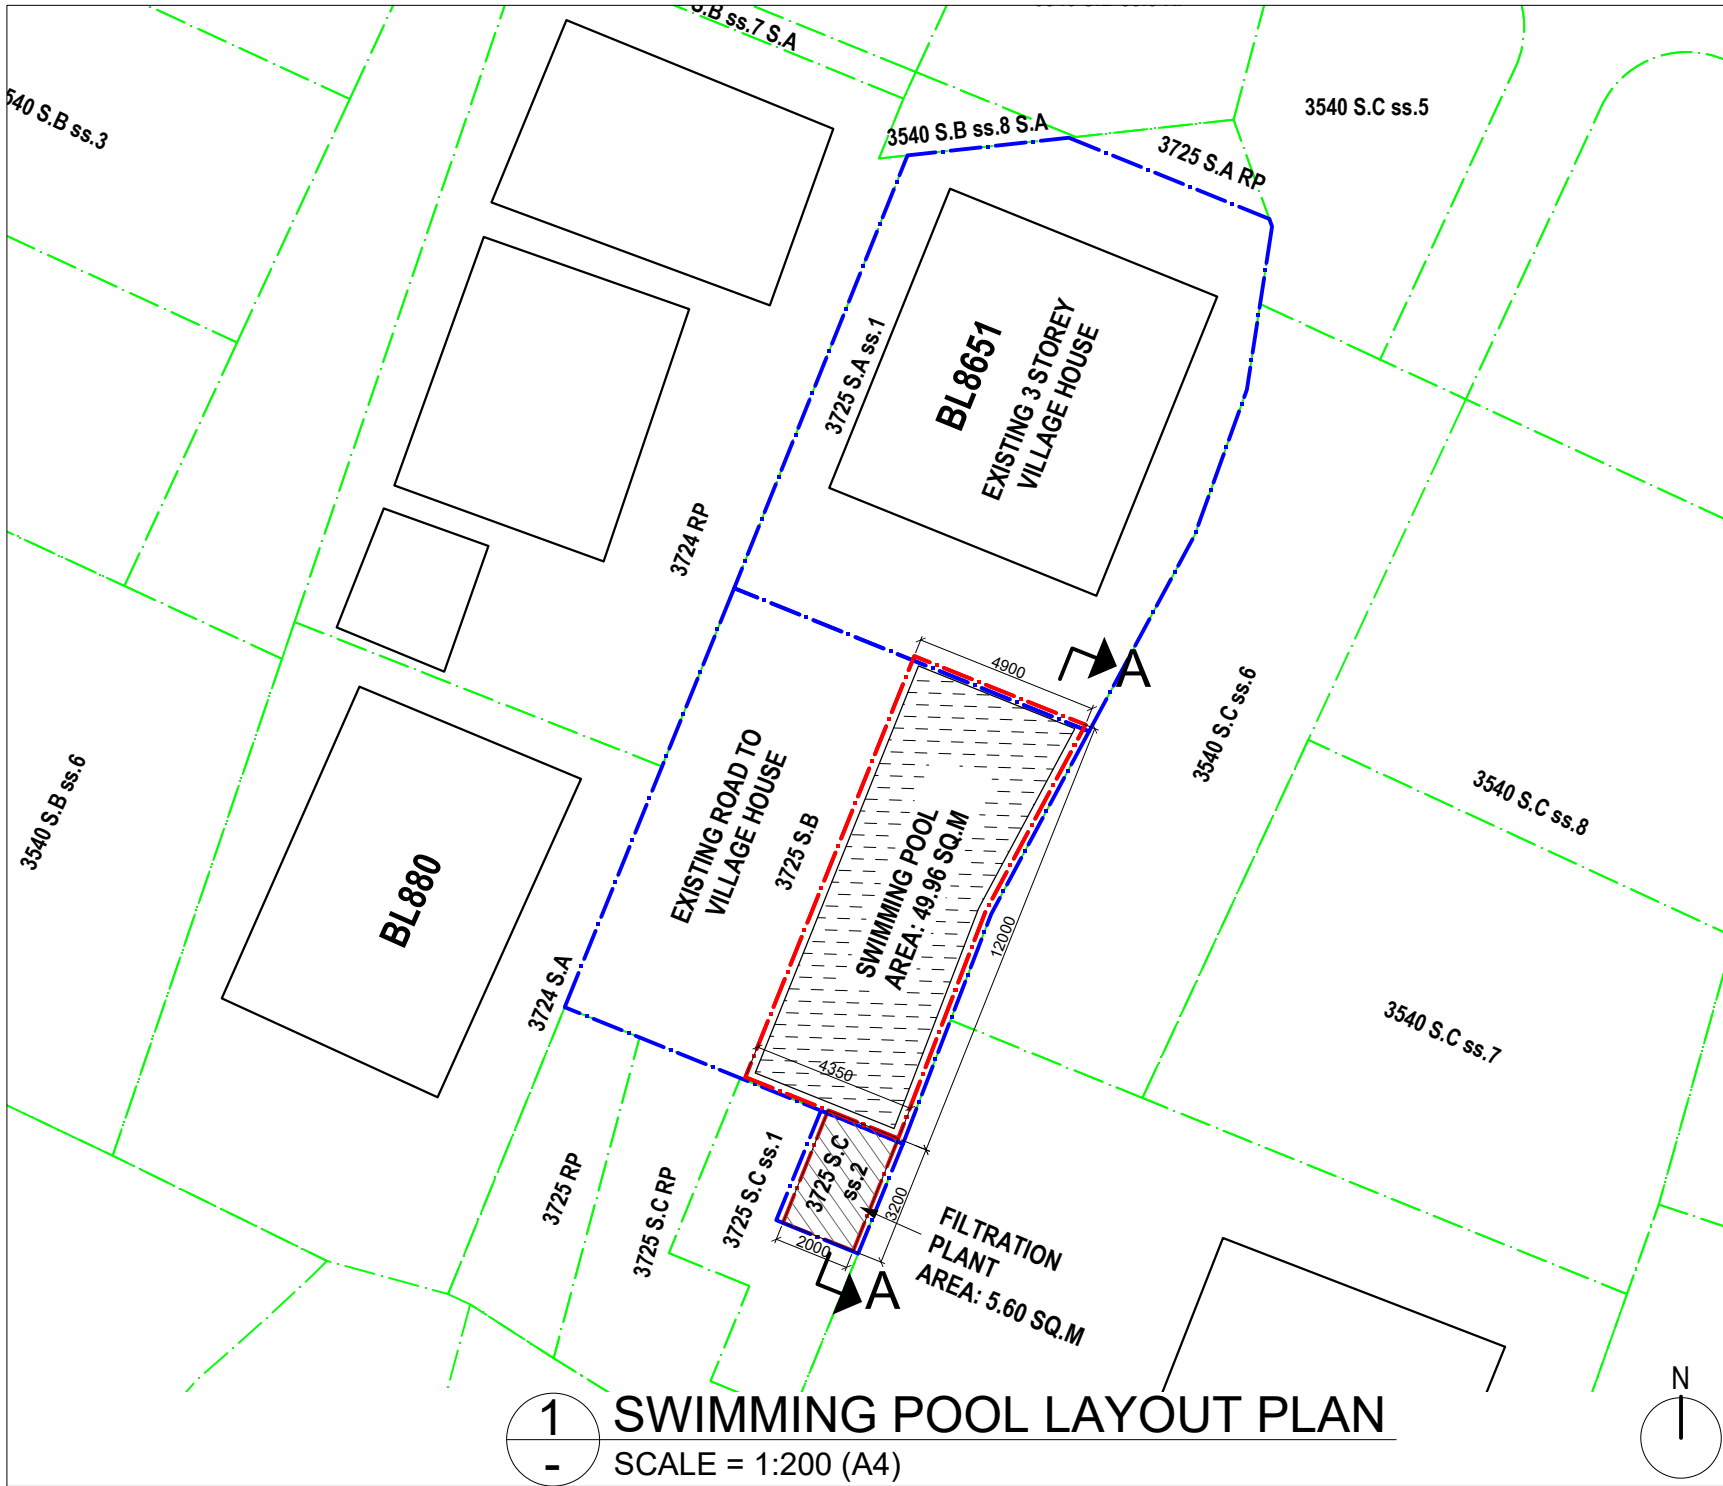 S.B ss.7 S.A
540 S.B ss.3
3540 S.B ss.8 S.A
3540 S.C ss.5
3725 S.A RP
3725 S.A ss.1
BL8651
EXISTING 3 STOREY
VILLAGE HOUSE
3724 RP
4900
A
3540 S.C ss.6
3540 S.B ss.6
EXISTING ROAD TO
VILLAGE HOUSE
3725 S.B
SWIMMING POOL
AREA: 49.96 SQ.M
3540 S.C ss.8
BL880
12000
3724 S.A
3540 S.C ss.7
4350
3725 RP
3725 S.C RP
3725 S.C ss.1
3725 S.C
ss.2
3200
2000
A
FILTRATION
PLANT
AREA: 5.60 SQ.M
1
-
SWIMMING POOL LAYOUT PLAN
SCALE = 1:200 (A4)
N